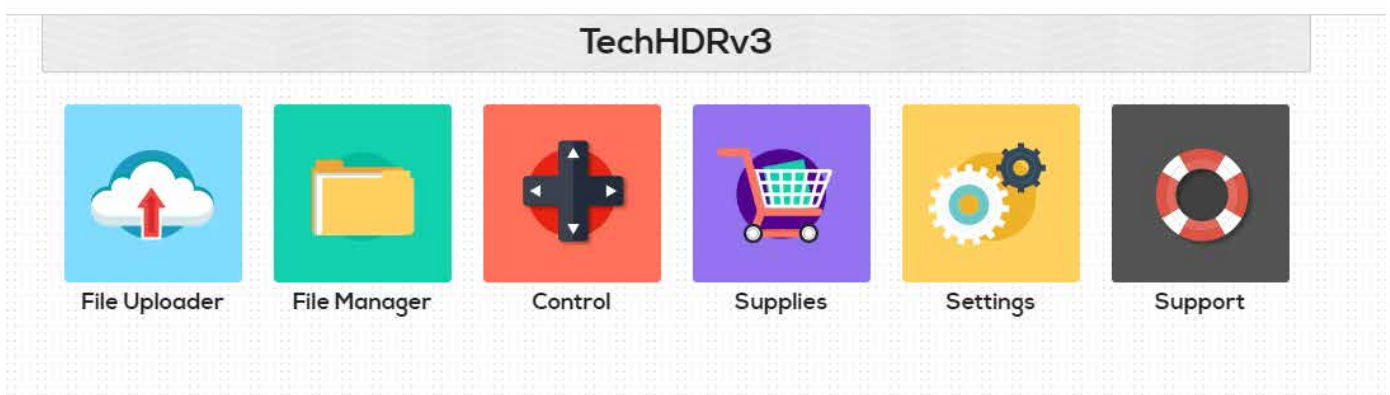 TechHDRv3
File Uploader
File Manager
Control
Supplies
Settings
Support